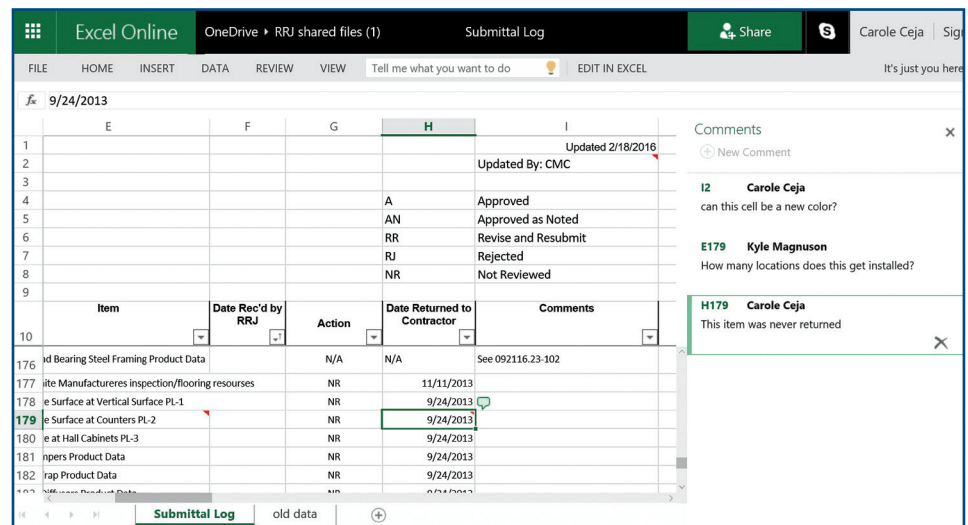 Excel Online OneDrive ▸ RRJ shared files (1) Submittal Log Share Carole Ceja
FILE HOME INSERT DATA REVIEW VIEW Tell me what you want to do EDIT IN EXCEL It's just you here
fx 9/24/2013
E F G H I
1 Updated 2/18/2016
2 Updated By: CMC
3
4 A Approved
5 AN Approved as Noted
6 RR Revise and Resubmit
7 RJ Rejected
8 NR Not Reviewed
9
Item Date Rec'd by Date Returned to Comments
RRJ Action Contractor
10
176 Bearing Steel Framing Product Data N/A N/A See 092116.23-102
177 Manufactureres inspection/flooring resourses NR 11/11/2013
178 Surface at Vertical Surface PL-1 NR 9/24/2013
179 Surface at Counters PL-2 NR 9/24/2013
180 at Hall Cabinets PL-3 NR 9/24/2013
181 Product Data NR 9/24/2013
182 Product Data NR 9/24/2013
Submittal Log old data
Comments
New Comment
I2 Carole Ceja
can this cell be a new color?
E179 Kyle Magnuson
How many locations does this get installed?
H179 Carole Ceja
This item was never returned